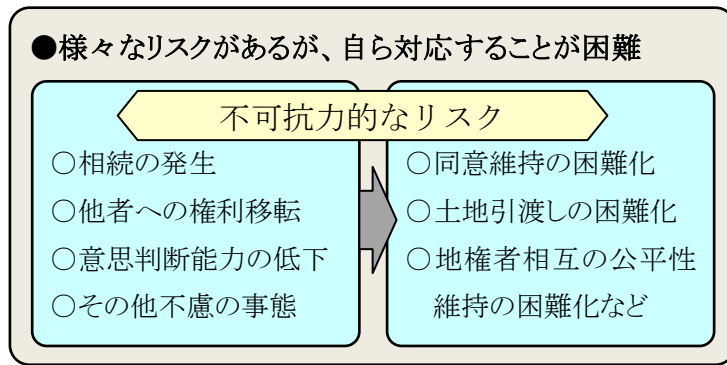 ●様々なリスクがあるが、自ら対応することが困難
不可抗力的なリスク
○相続の発生
○他者への権利移転
○意思判断能力の低下
○その他不慮の事態
○同意維持の困難化
○土地引渡しの困難化
○地権者相互の公平性
維持の困難化など